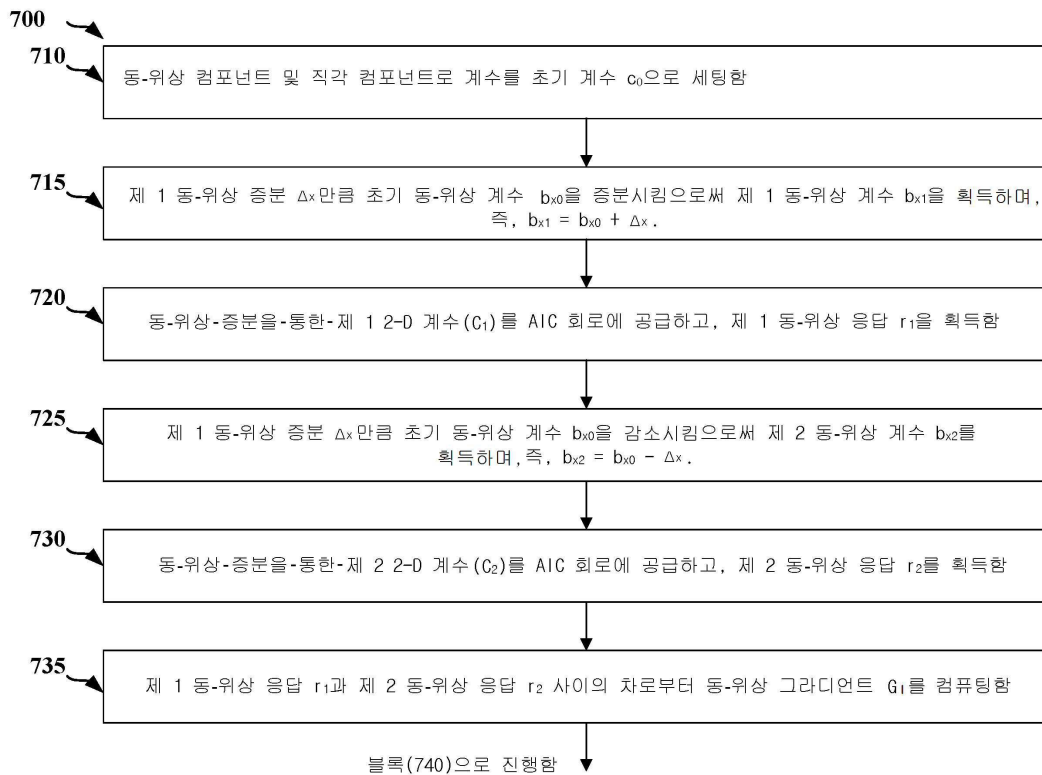 700
710
동-위상 컴포넌트 및 직각 컴포넌트로 계수를 초기 계수 c₀으로 세팅함
715
제 1 동-위상 증분 Δx만큼 초기 동-위상 계수 bx0을 증분시킴으로써 제 1 동-위상 계수 bx1을 획득하며,
즉, bx1 = bx0 + Δx.
720
동-위상-증분을-통한-제 1 2-D 계수(C₁)를 AIC 회로에 공급하고, 제 1 동-위상 응답 r₁을 획득함
725
제 1 동-위상 증분 Δx만큼 초기 동-위상 계수 bx0을 감소시킴으로써 제 2 동-위상 계수 bx2를
획득하며,즉, bx2 = bx0 - Δx.
730
동-위상-증분을-통한-제 2 2-D 계수(C₂)를 AIC 회로에 공급하고, 제 2 동-위상 응답 r₂를 획득함
735
제 1 동-위상 응답 r₁과 제 2 동-위상 응답 r₂ 사이의 차로부터 동-위상 그라디언트 GI를 컴퓨팅함
블록(740)으로 진행함